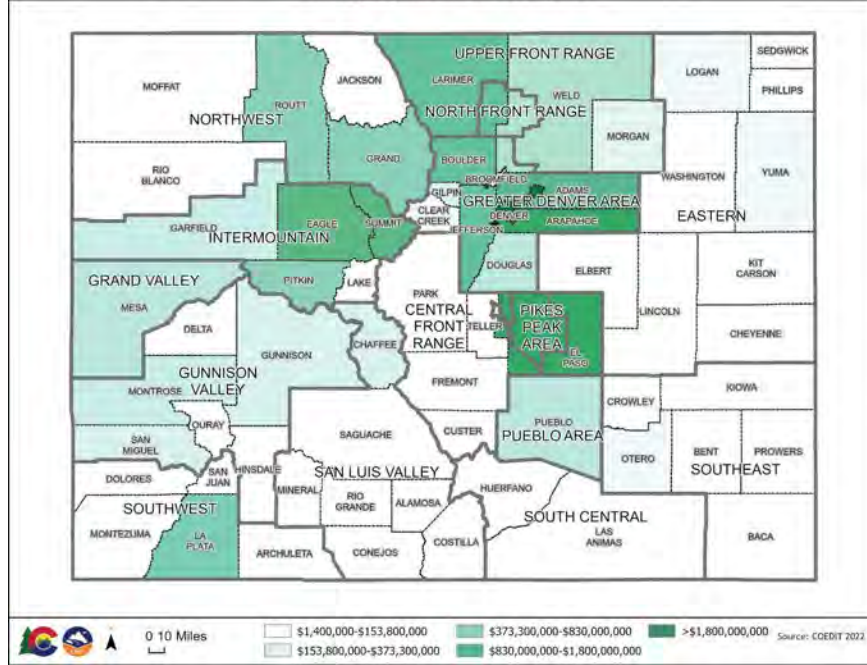 UPPER FRONT RANGE
SEDGWICK
LOGAN
JACKSON
LARIMER
MOFFAT
PHILLIPS
WELD
ROUTT
NORTH FRONT RANGE
NORTHWEST
MORGAN
GRAND
BOULDER
RIO
BLANCO
WASHINGTON
YUMA
BROOMFIELD
GILPIN
ADAMS
GREATER DENVER AREA
CLEAR
CREEK
DENVER
ARAPAHOE
EASTERN
EAGLE
SUMMIT
GARFIELD
JEFFERSON
INTERMOUNTAIN
DOUGLAS
KIT
CARSON
GRAND VALLEY
PITKIN
LAKE
ELBERT
PARK
MESA
CENTRAL
FRONT
RANGE
PIKES
PEAK
AREA
LINCOLN
DELTA
TELLER
CHEYENNE
GUNNISON
CHAFFEE
EL
PASO
GUNNISON
VALLEY
FREMONT
MONTROSE
KIOWA
CROWLEY
OURAY
PUEBLO
SAGUACHE
CUSTER
PUEBLO AREA
SAN
MIGUEL
BENT
PROWERS
OTERO
SOUTHEAST
DOLORES
SAN
JUAN
HINSDALE
SAN LUIS VALLEY
MINERAL
HUERFANO
RIO
GRANDE
ALAMOSA
SOUTHWEST
SOUTH CENTRAL
LAS
ANIMAS
MONTEZUMA
LA
PLATA
COSTILLA
BACA
ARCHULETA
CONEJOS
0 10 Miles
$1,400,000-$153,800,000
$373,300,000-$830,000,000
>$1,800,000,000
Source: COEDIT 2022
$153,800,000-$373,300,000
$830,000,000-$1,800,000,000